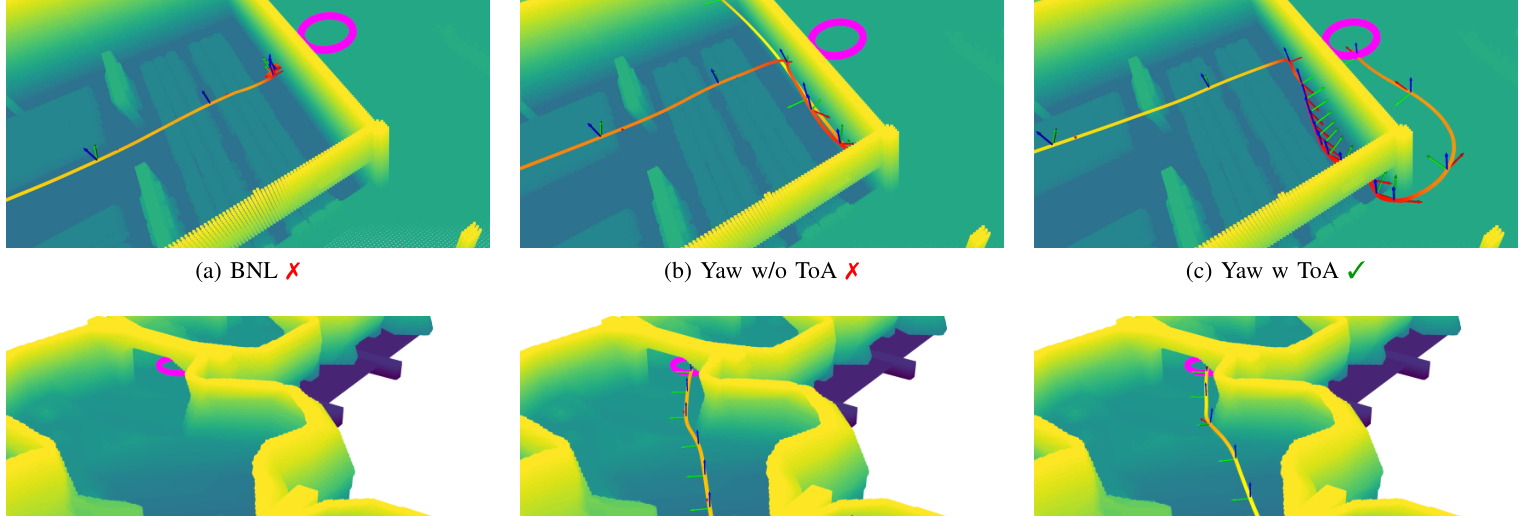 (a) BNL ✗
(b) Yaw w/o ToA ✗
(c) Yaw w ToA ✓